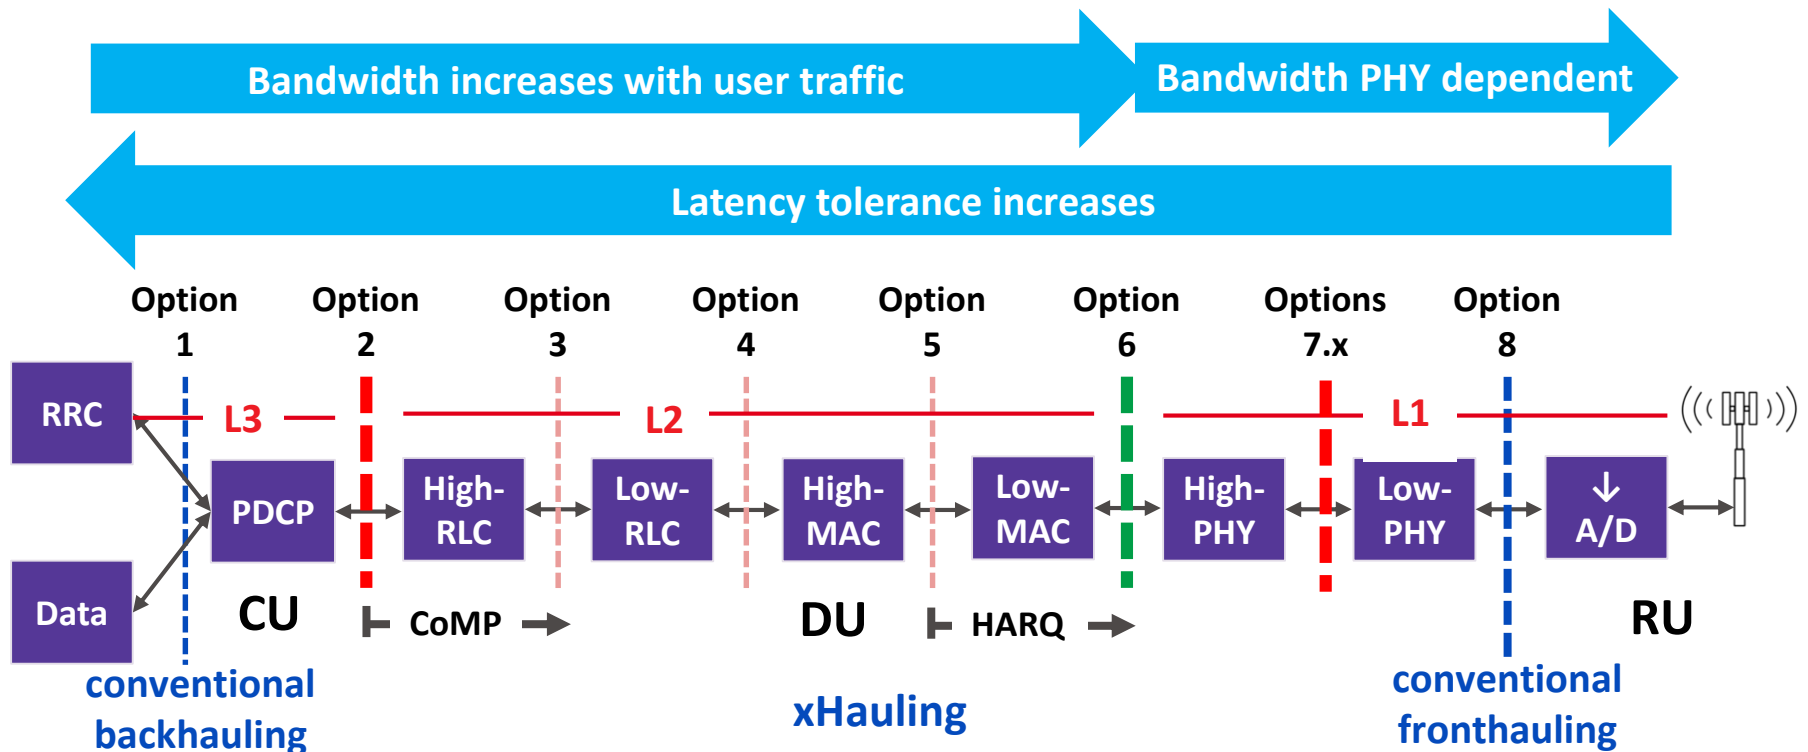 Bandwidth increases with user traffic
Bandwidth PHY dependent
Latency tolerance increases
Option
1
Option
2
Option
3
Option
4
Option
5
Option
6
Options
7.x
Option
8
RRC
L3
L2
L1
PDCP
High-
RLC
Low-
RLC
High-
MAC
Low-
MAC
High-
PHY
Low-
PHY
↓
A/D
Data
CU
CoMP
DU
HARQ
RU
conventional
backhauling
xHauling
conventional
fronthauling